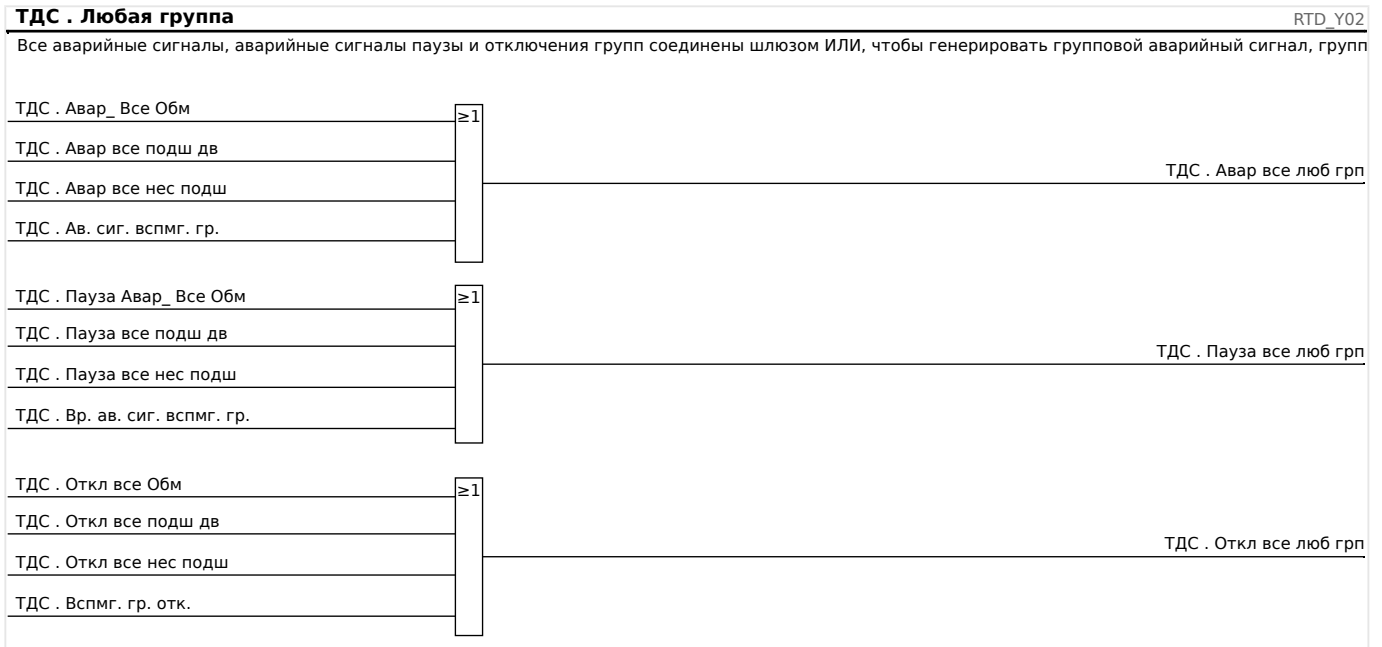 ТДС . Любая группа
RTD_Y02
Все аварийные сигналы, аварийные сигналы паузы и отключения групп соединены шлюзом ИЛИ, чтобы генерировать групповой аварийный сигнал, групп
ТДС . Авар_ Все Обм
≥1
ТДС . Авар все подш дв
ТДС . Авар все люб грп
ТДС . Авар все нес подш
ТДС . Ав. сиг. вспмг. гр.
ТДС . Пауза Авар_ Все Обм
≥1
ТДС . Пауза все подш дв
ТДС . Пауза все люб грп
ТДС . Пауза все нес подш
ТДС . Вр. ав. сиг. вспмг. гр.
ТДС . Откл все Обм
≥1
ТДС . Откл все подш дв
ТДС . Откл все люб грп
ТДС . Откл все нес подш
ТДС . Вспмг. гр. отк.